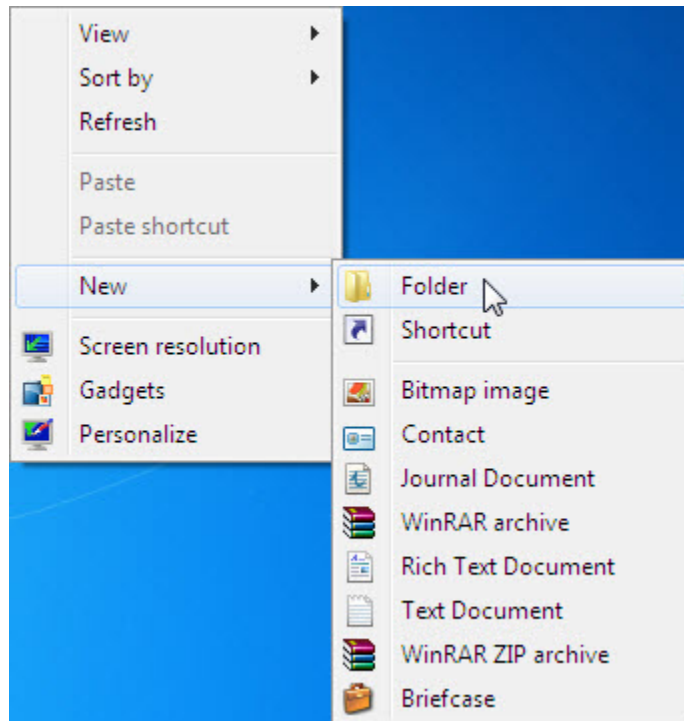 View
Sort by
Refresh
Paste
Paste shortcut
New
Screen resolution
Gadgets
Personalize
Folder
Shortcut
Bitmap image
Contact
Journal Document
WinRAR archive
Rich Text Document
Text Document
WinRAR ZIP archive
Briefcase